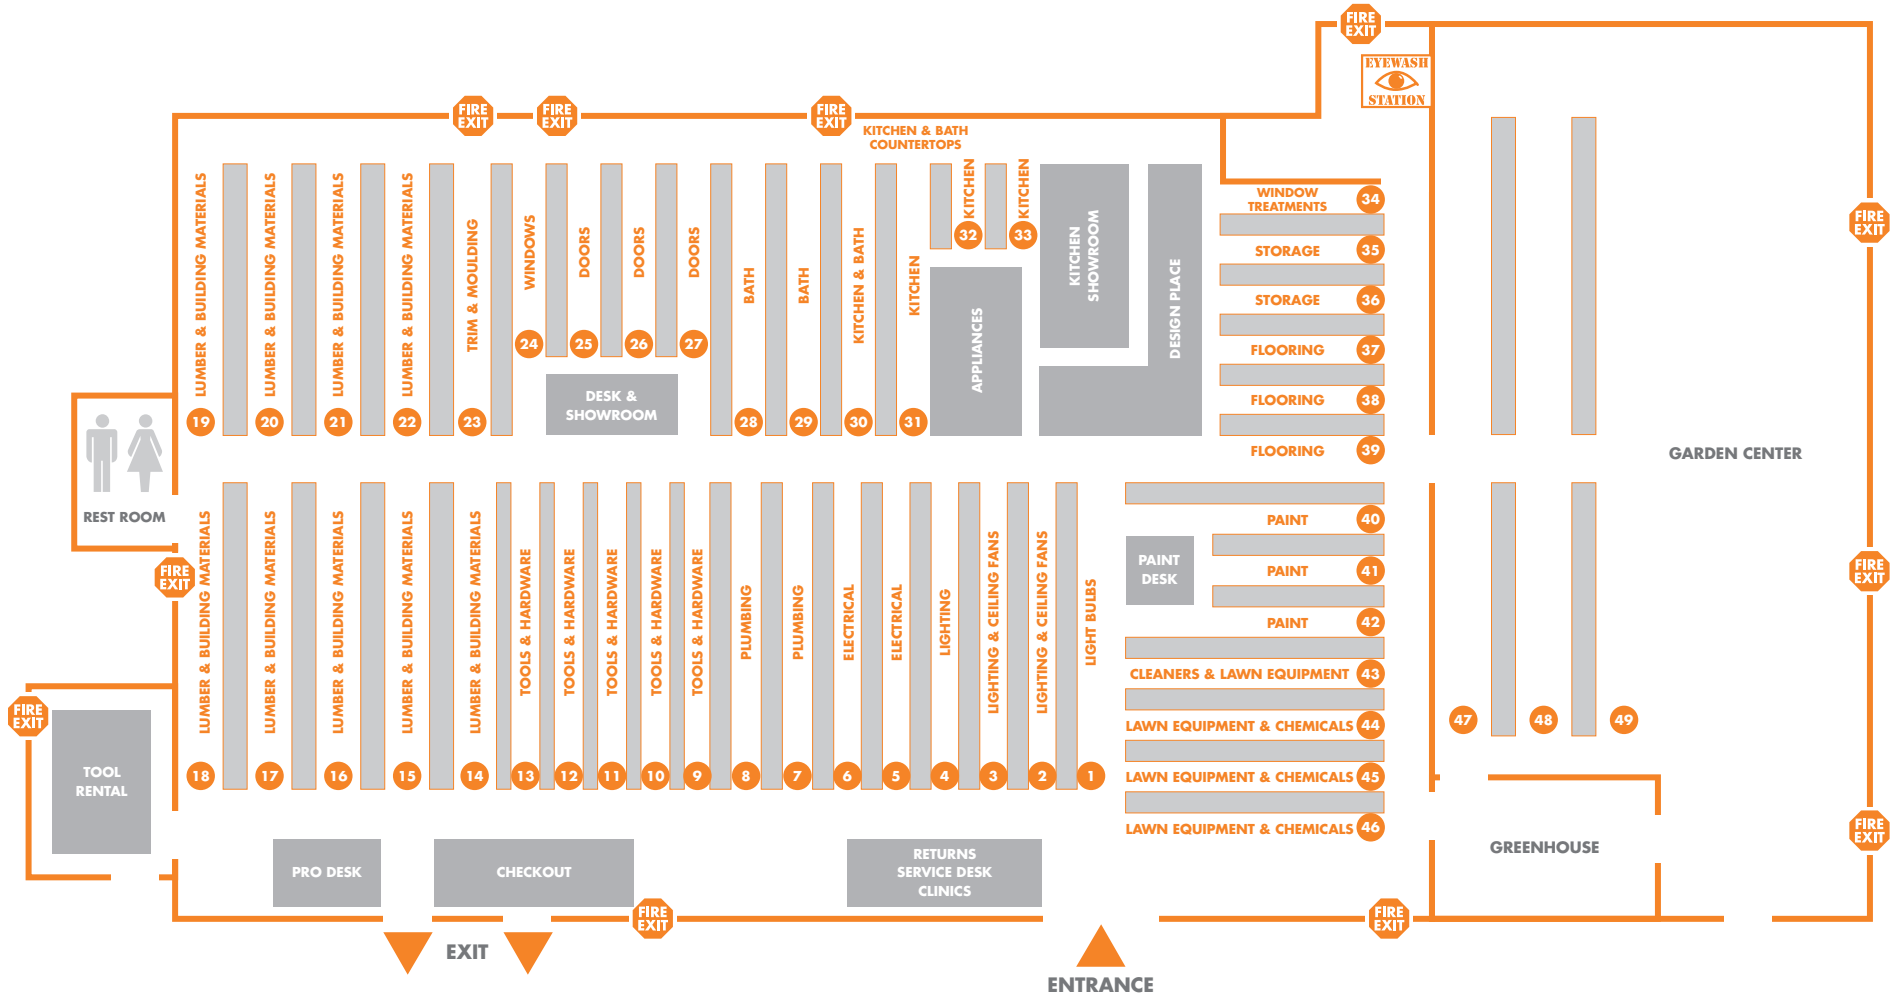 FIRE
EXIT
EYEWASH
STATION
FIRE
EXIT
FIRE
EXIT
FIRE
EXIT
KITCHEN & BATH
COUNTERTOPS
LUMBER & BUILDING MATERIALS
19
LUMBER & BUILDING MATERIALS
20
LUMBER & BUILDING MATERIALS
21
LUMBER & BUILDING MATERIALS
22
TRIM & MOULDING
23
WINDOWS
24
DOORS
25
DOORS
26
DOORS
27
DESK &
SHOWROOM
BATH
28
BATH
29
KITCHEN & BATH
30
KITCHEN
31
KITCHEN
32
KITCHEN
33
APPLIANCES
KITCHEN
SHOWROOM
DESIGN PLACE
WINDOW
TREATMENTS
34
STORAGE
35
STORAGE
36
FLOORING
37
FLOORING
38
FLOORING
39
FIRE
EXIT
GARDEN CENTER
REST ROOM
FIRE
EXIT
LUMBER & BUILDING MATERIALS
18
LUMBER & BUILDING MATERIALS
17
LUMBER & BUILDING MATERIALS
16
LUMBER & BUILDING MATERIALS
15
LUMBER & BUILDING MATERIALS
14
TOOLS & HARDWARE
13
TOOLS & HARDWARE
12
TOOLS & HARDWARE
11
TOOLS & HARDWARE
10
TOOLS & HARDWARE
9
PLUMBING
8
PLUMBING
7
ELECTRICAL
6
ELECTRICAL
5
LIGHTING
4
LIGHTING & CEILING FANS
3
LIGHTING & CEILING FANS
2
LIGHT BULBS
1
PAINT
40
PAINT
DESK
PAINT
41
PAINT
42
CLEANERS & LAWN EQUIPMENT
43
LAWN EQUIPMENT & CHEMICALS
44
LAWN EQUIPMENT & CHEMICALS
45
LAWN EQUIPMENT & CHEMICALS
46
47
48
49
FIRE
EXIT
FIRE
EXIT
TOOL
RENTAL
PRO DESK
CHECKOUT
RETURNS
SERVICE DESK
CLINICS
GREENHOUSE
FIRE
EXIT
FIRE
EXIT
FIRE
EXIT
EXIT
ENTRANCE